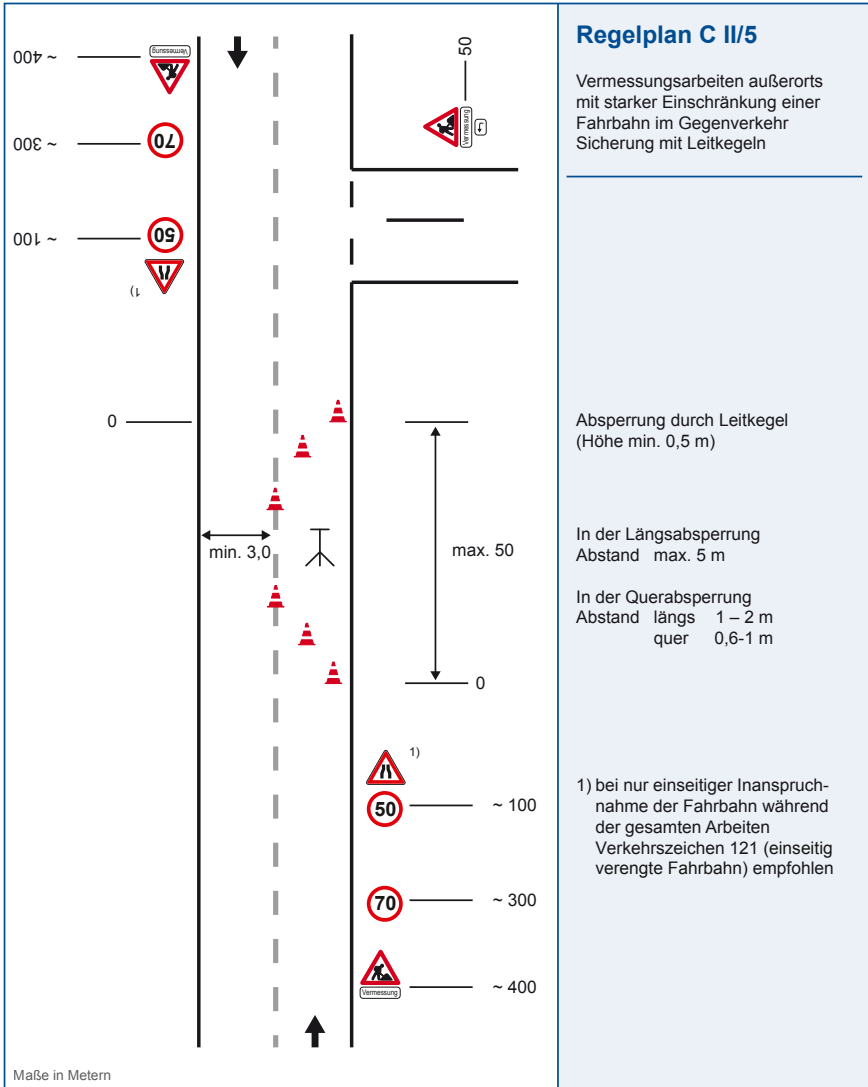 ~ 400
Vermessung
~ 300
70
~ 100
50
1)
50
Vermessung
0
min. 3,0
max. 50
0
1)
50
~ 100
70
~ 300
Vermessung
~ 400
Maße in Metern
Regelplan C II/5
Vermessungsarbeiten außerorts
mit starker Einschränkung einer
Fahrbahn im Gegenverkehr
Sicherung mit Leitkegeln
Absperrung durch Leitkegel
(Höhe min. 0,5 m)
In der Längsabsperrung
Abstand max. 5 m
In der Querabsperrung
Abstand längs 1 – 2 m
quer 0,6-1 m
1) bei nur einseitiger Inanspruch-
nahme der Fahrbahn während
der gesamten Arbeiten
Verkehrszeichen 121 (einseitig
verengte Fahrbahn) empfohlen